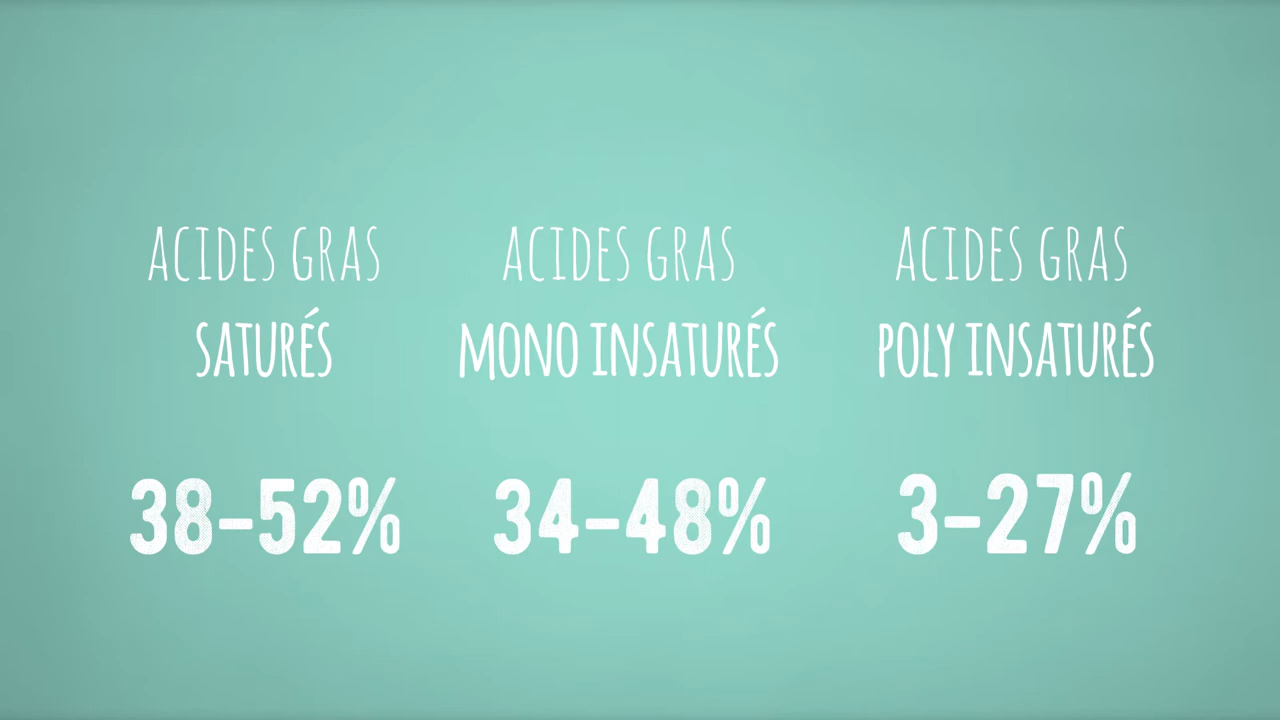 ACIDES GRAS
SATURÉS
38-52%
ACIDES GRAS
MONO INSATURÉS
34-48%
ACIDES GRAS
POLY INSATURÉS
3-27%